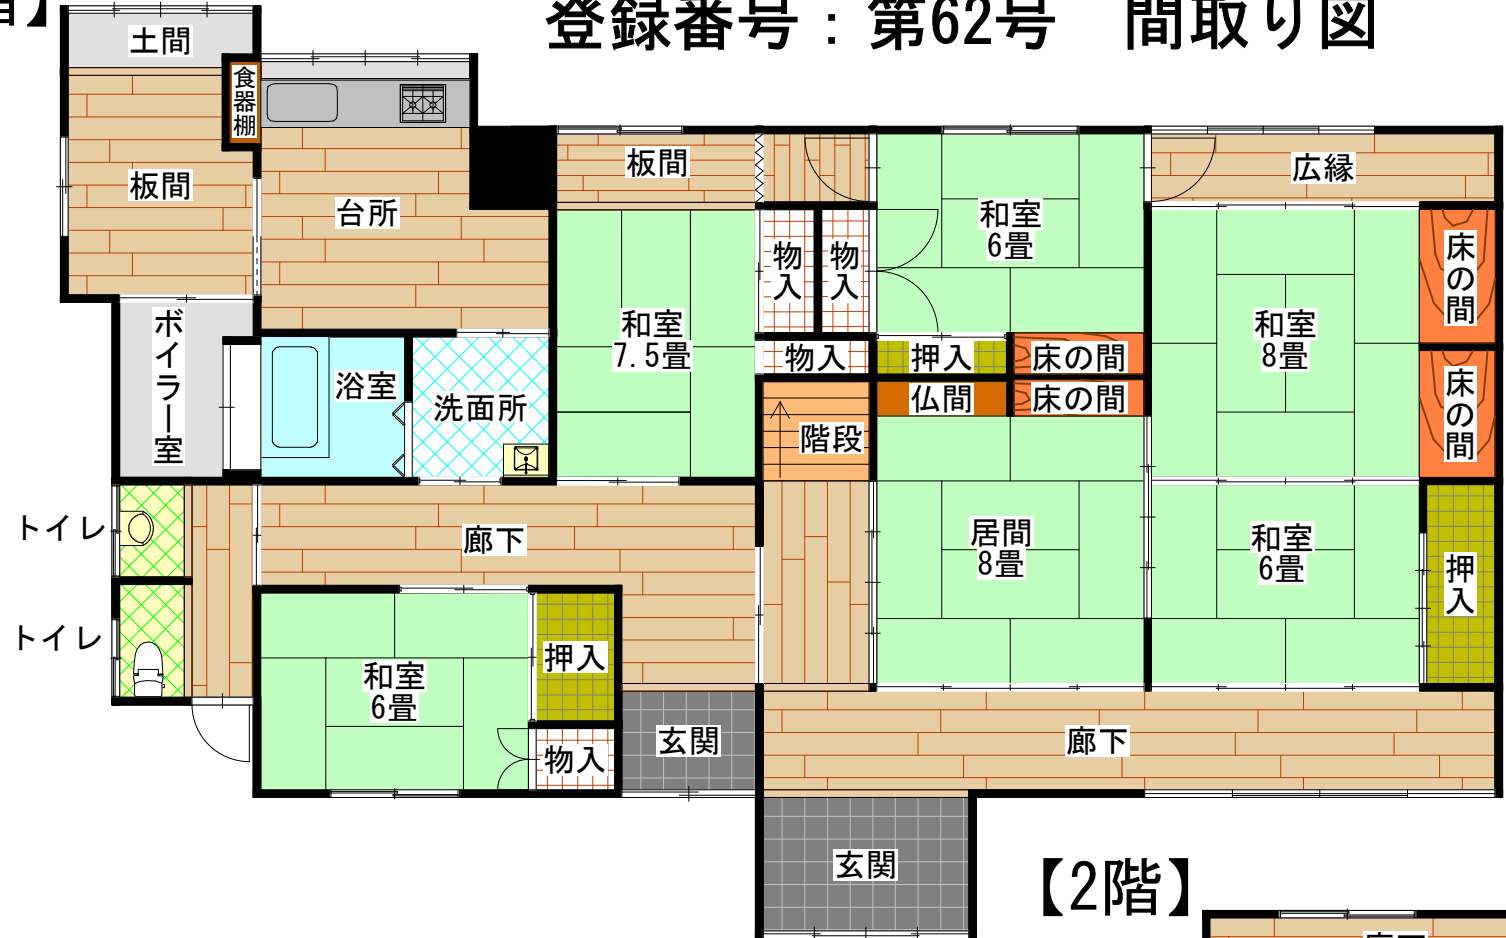 登録番号：第62号　間取り図
土間
食器棚
板間
台所
板間
和室
6畳
広縁
物入
物入
床の間
ボイラー室
和室
7.5畳
和室
8畳
物入
押入
床の間
浴室
洗面所
仏間
床の間
床の間
階段
トイレ
廊下
居間
8畳
和室
6畳
押入
トイレ
和室
6畳
押入
物入
玄関
廊下
玄関
【2階】